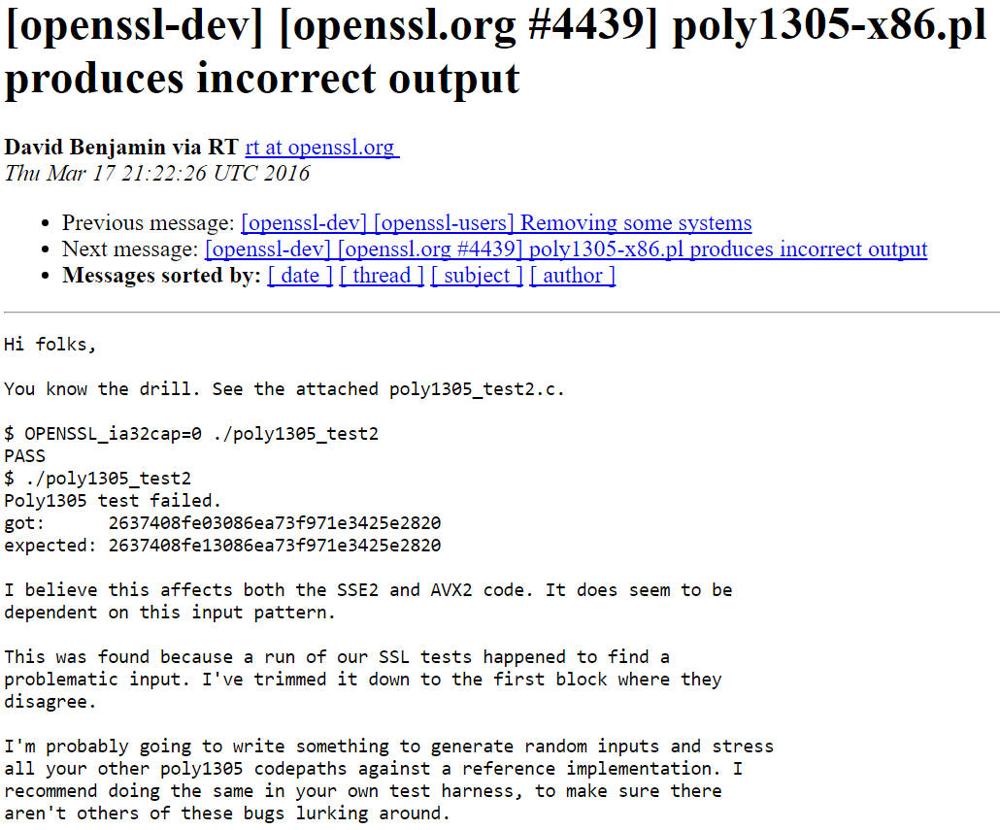 [openssl-dev] [openssl.org #4439] poly1305-x86.pl
produces incorrect output
David Benjamin via RT rt at openssl.org
Thu Mar 17 21:22:26 UTC 2016
• Previous message: [openssl-dev] [openssl-users] Removing some systems
• Next message: [openssl-dev] [openssl.org #4439] poly1305-x86.pl produces incorrect output
• Messages sorted by: [ date ] [ thread ] [ subject ] [ author ]
Hi folks,
You know the drill. See the attached poly1305_test2.c.
$ OPENSSL_ia32cap=0 ./poly1305_test2
PASS
$ ./poly1305_test2
Poly1305 test failed.
got:      2637408fe03086ea73f971e3425e2820
expected: 2637408fe13086ea73f971e3425e2820
I believe this affects both the SSE2 and AVX2 code. It does seem to be
dependent on this input pattern.
This was found because a run of our SSL tests happened to find a
problematic input. I've trimmed it down to the first block where they
disagree.
I'm probably going to write something to generate random inputs and stress
all your other poly1305 codepaths against a reference implementation. I
recommend doing the same in your own test harness, to make sure there
aren't others of these bugs lurking around.